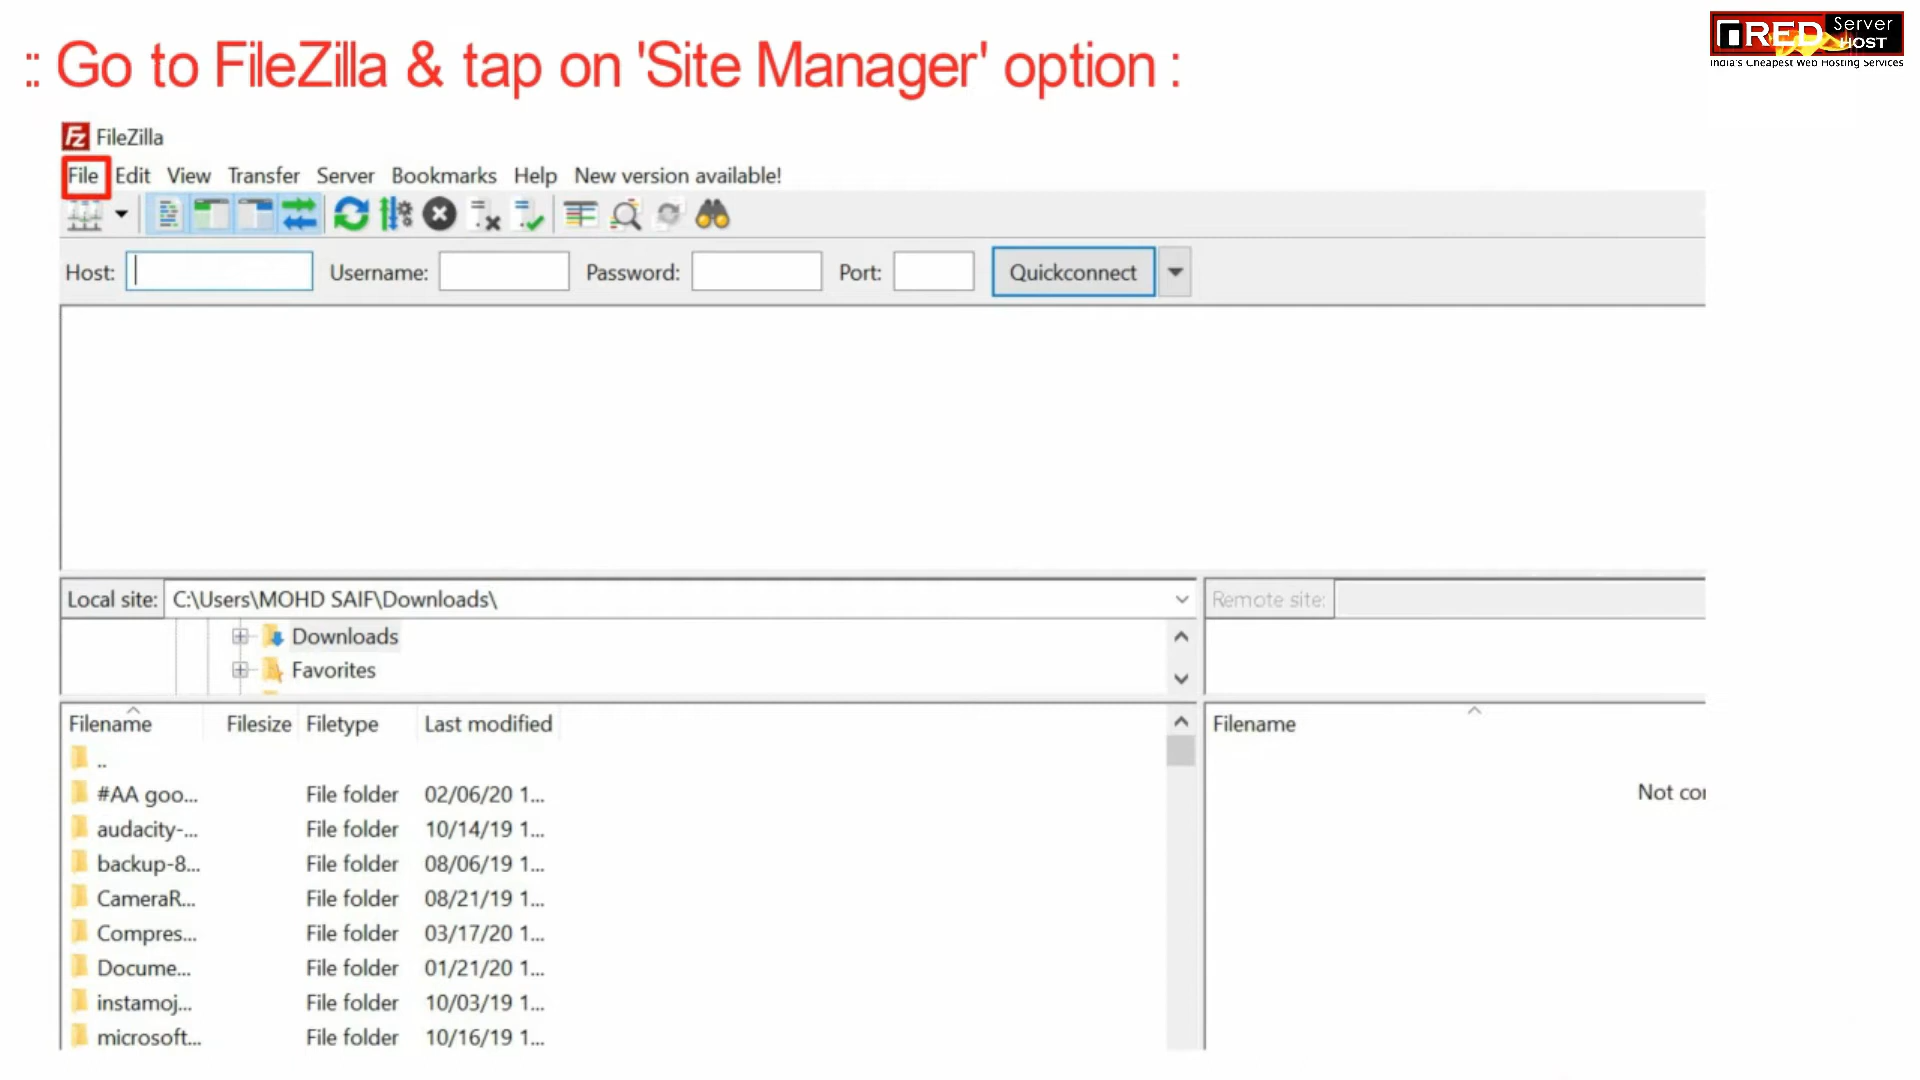 :: Go to FileZilla & tap on 'Site Manager' option :
RED Server HOST
India's Cheapest Web Hosting Services
FileZilla
File Edit View Transfer Server Bookmarks Help New version available!
Host: Username: Password: Port: Quickconnect
Local site: C:\Users\MOHD SAIF\Downloads\
Remote site:
Downloads
Favorites
Filename Filesize Filetype Last modified
Filename
..
#AA goo... File folder 02/06/20 1...
Not co
audacity-... File folder 10/14/19 1...
backup-8... File folder 08/06/19 1...
CameraR... File folder 08/21/19 1...
Compres... File folder 03/17/20 1...
Docume... File folder 01/21/20 1...
instamoj... File folder 10/03/19 1...
microsoft... File folder 10/16/19 1...